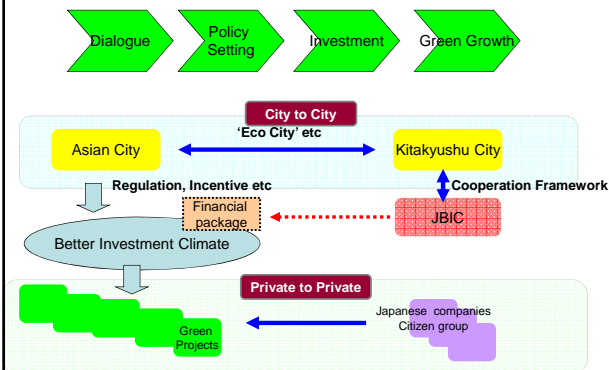 Dialogue
Policy
Setting
Investment
Green Growth
City to City
'Eco City' etc
Asian City
Kitakyushu City
Regulation, Incentive etc
Cooperation Framework
Financial
package
JBIC
Better Investment Climate
Private to Private
Japanese companies
Citizen group
Green
Projects